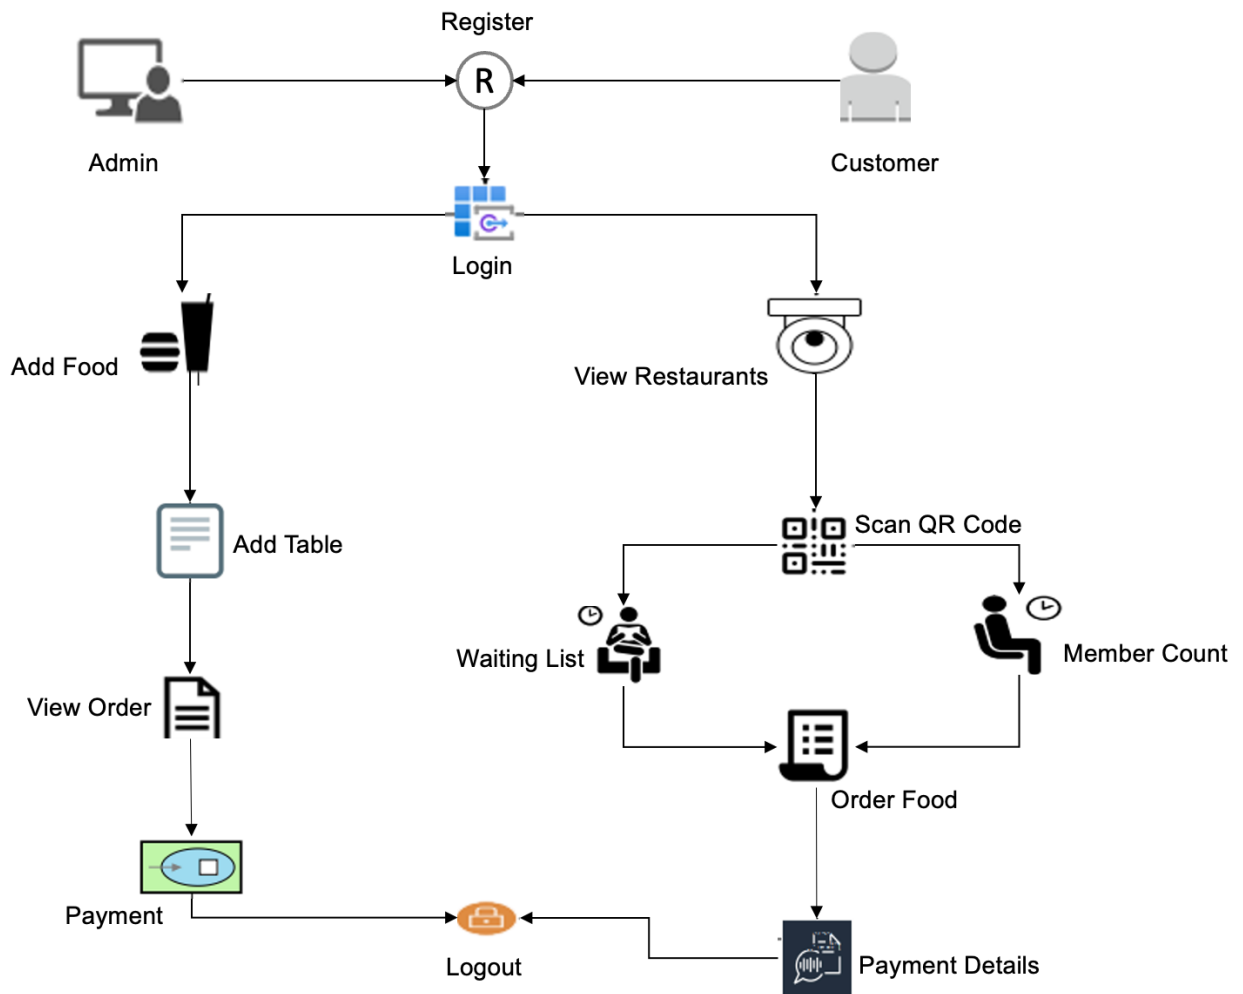 Register
R
Admin
Customer
Login
Add Food
View Restaurants
Scan QR Code
Add Table
Waiting List
Member Count
View Order
Order Food
Payment
Logout
Payment Details